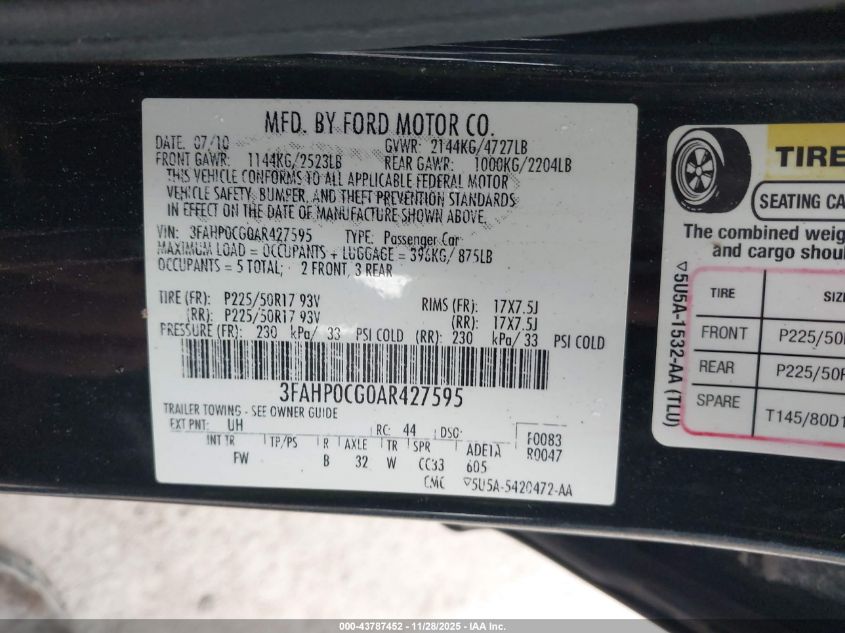 MFD. BY FORD MOTOR CO.
DATE: 07/10 GVWR: 2144KG/4727LB
FRONT GAWR: 1144KG/2523LB REAR GAWR: 1000KG/2204LB
THIS VEHICLE CONFORMS TO ALL APPLICABLE FEDERAL MOTOR
VEHICLE SAFETY, BUMPER, AND THEFT PREVENTION STANDARDS
IN EFFECT ON THE DATE OF MANUFACTURE SHOWN ABOVE.
VIN: 3FAHP0CG0AR427595 TYPE: Passenger Car
MAXIMUM LOAD = OCCUPANTS + LUGGAGE = 396KG/ 875LB
OCCUPANTS = 5 TOTAL; 2 FRONT, 3 REAR
TIRE (FR): P225/50R17 93V RIMS (FR): 17X7.5J
(RR): P225/50R17 93V (RR): 17X7.5J
PRESSURE (FR): 230 kPa/ 33 PSI COLD (RR): 230 kPa/ 33 PSI COLD
3FAHP0CG0AR427595
TRAILER TOWING - SEE OWNER GUIDE
EXT PNT: UH RC: 44 DSO: F0083
R0047
INT TR TP/PS R AXLE TR SPR ADE1A
FW B 32 W CC33 605
CMC ▽5U5A-5420472-AA
TIRE
SEATING CA
The combined weig
and cargo shoul
TIRE SIZ
FRONT P225/50
REAR P225/50
SPARE T145/80D1
▽5U5A-1532-AA (TLU)
000-43787452 | 11/28/2025 - IAA Inc.